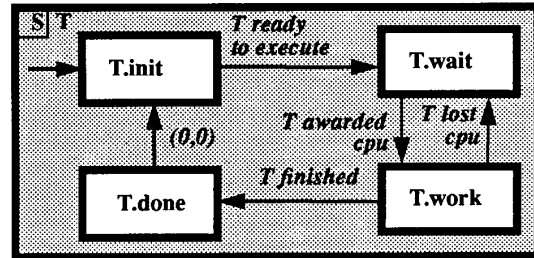 S T
T ready
to execute
T.init
T.wait
(0,0)
T awarded
cpu
T lost
cpu
T finished
T.done
T.work